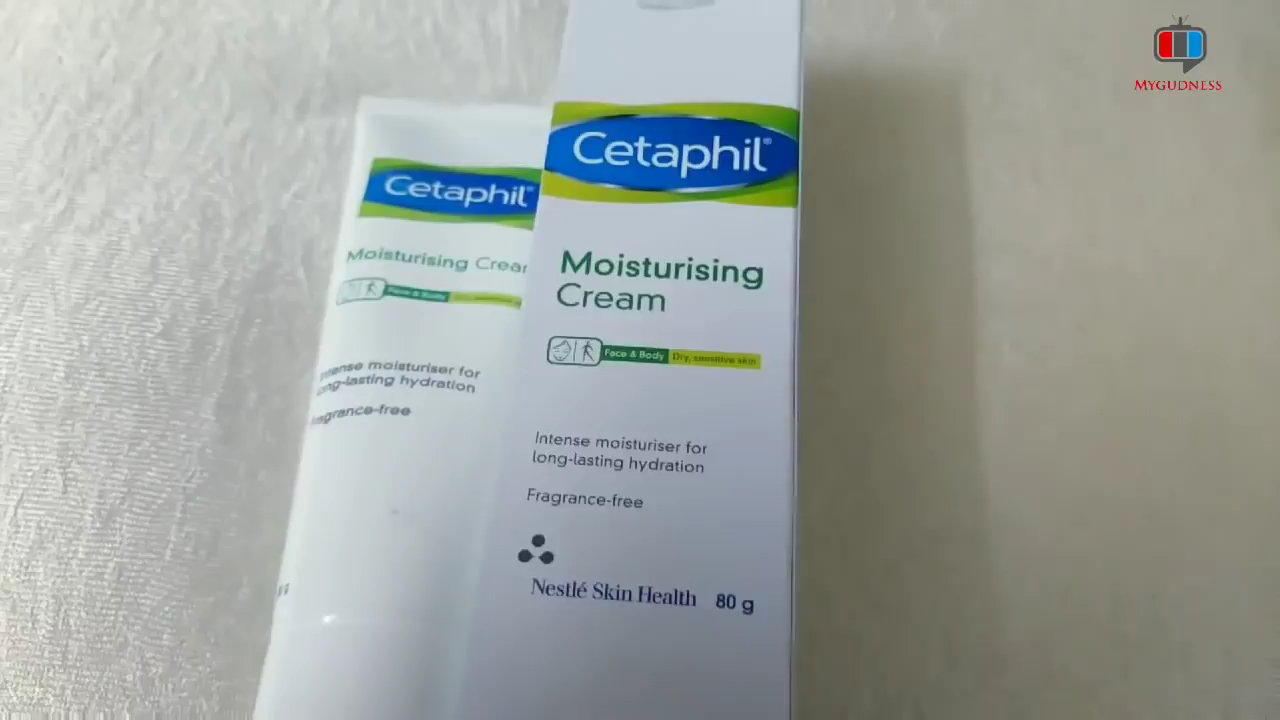 MYGUDNESS
Cetaphil®
Moisturising
Cream
Face & Body Dry, sensitive skin
Intense moisturiser for
long-lasting hydration
Fragrance-free
Nestlé Skin Health 80 g
Cetaphil®
Moisturising Crea
Face & Body
Intense moisturiser for
long-lasting hydration
Fragrance-free